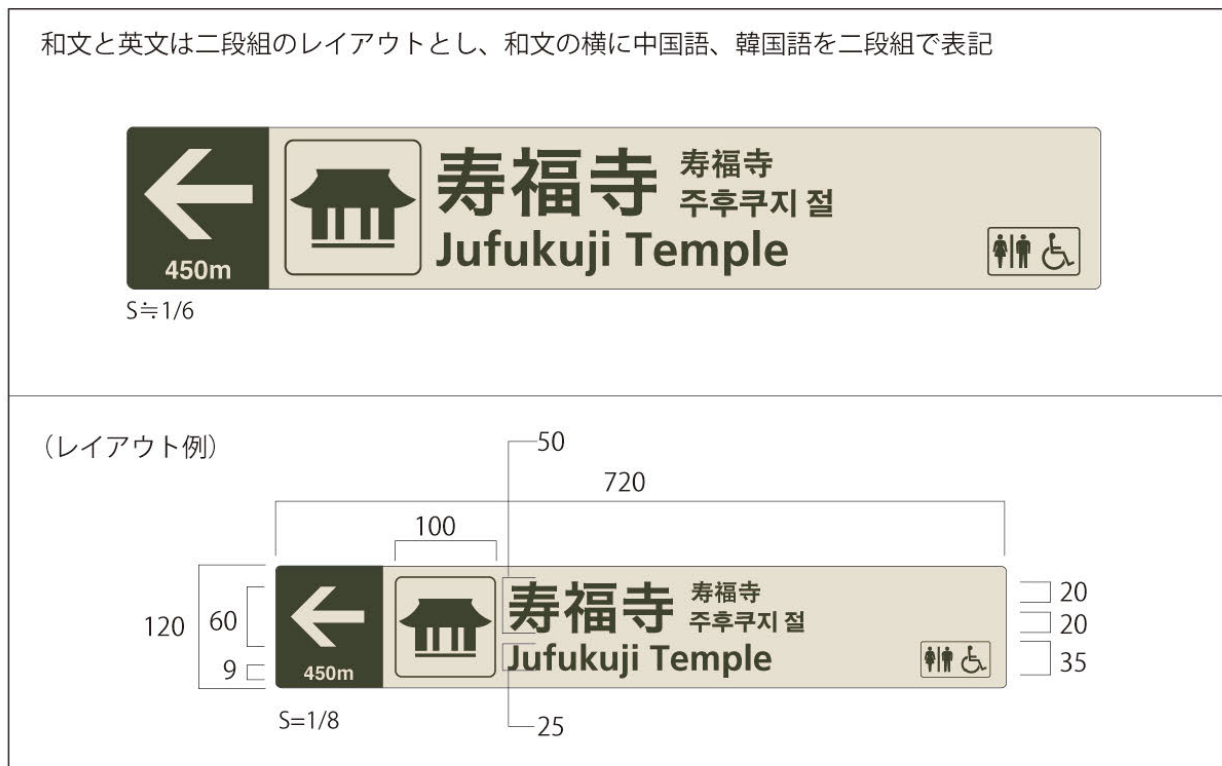 和文と英文は二段組のレイアウトとし、和文の横に中国語、韓国語を二段組で表記
寿福寺
寿福寺
주후쿠지 절
Jufukuji Temple
450m
S≒1/6
（レイアウト例）
50
720
100
120
60
9
寿福寺
寿福寺
주후쿠지 절
Jufukuji Temple
450m
20
20
35
S=1/8
25